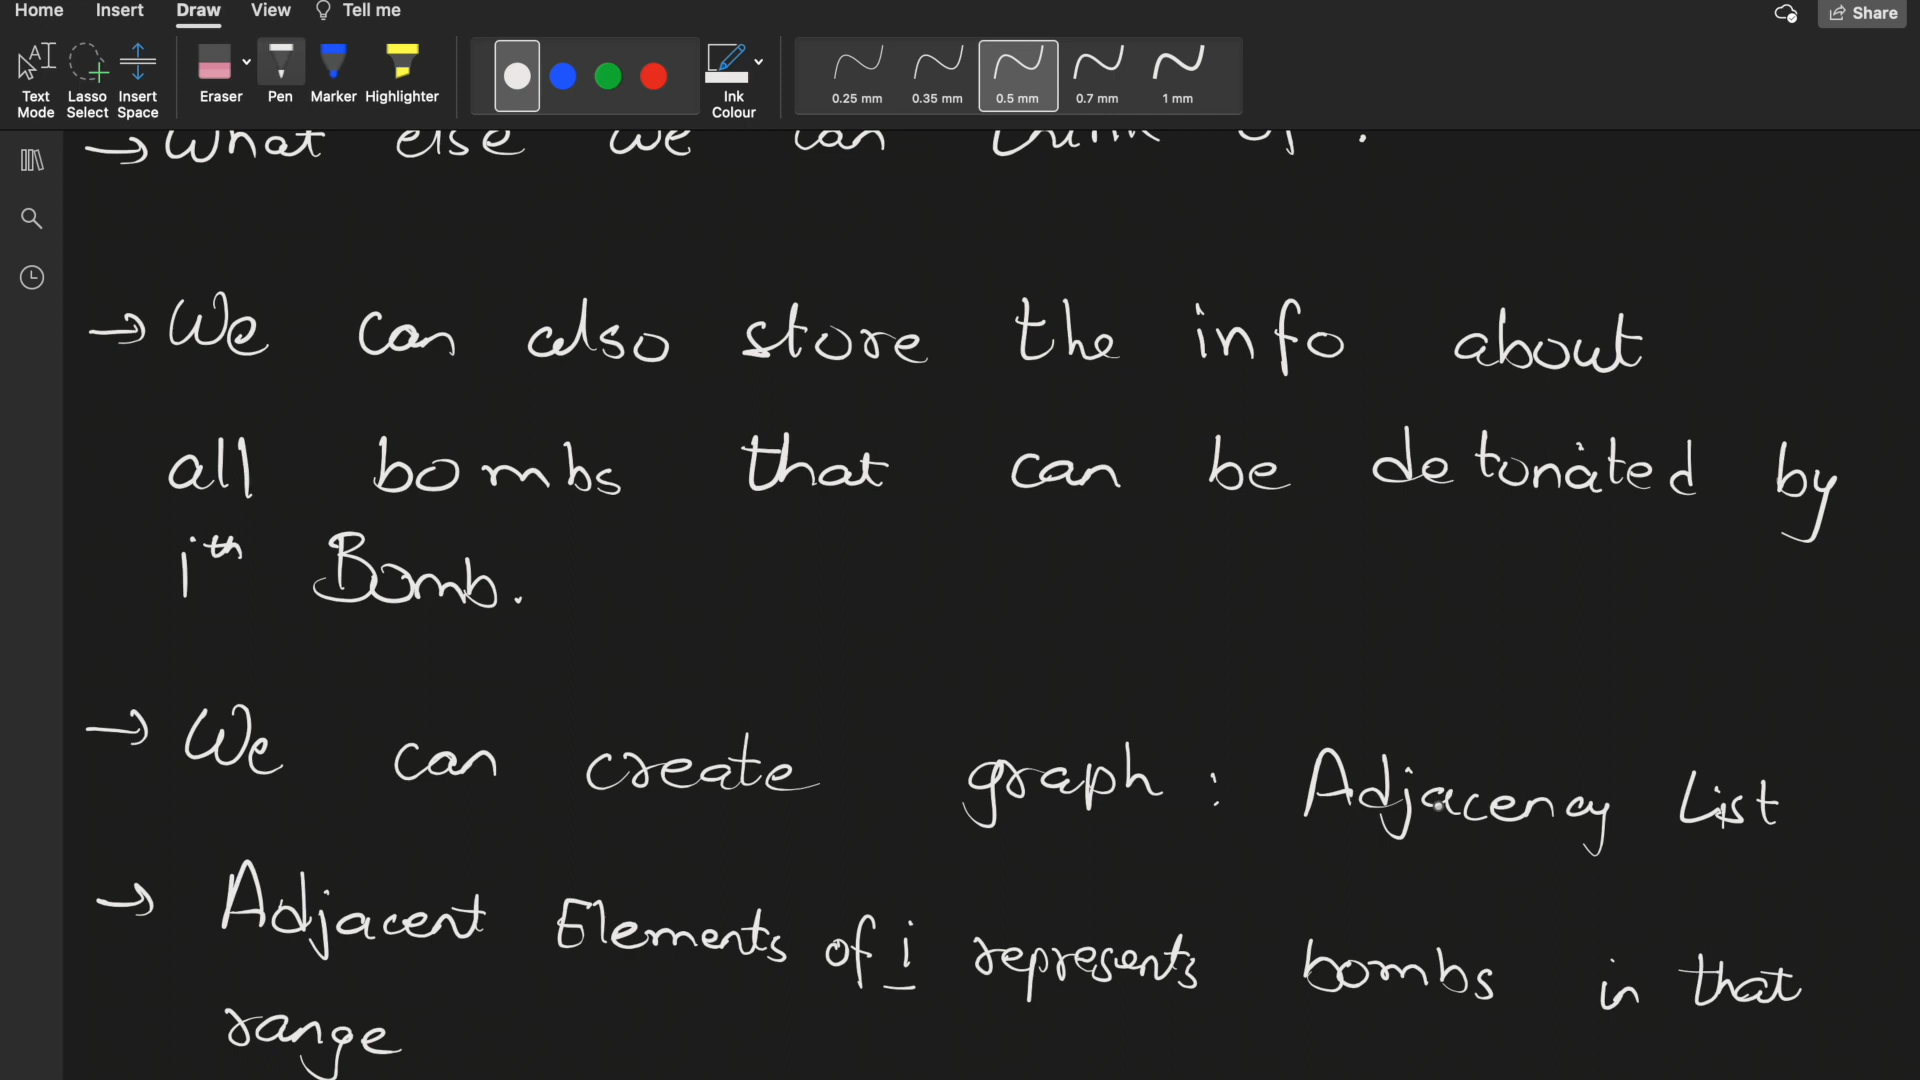 Home Insert Draw View Tell me Share
Text Mode Lasso Select Insert Space Eraser Pen Marker Highlighter Ink Colour 0.25 mm 0.35 mm 0.5 mm 0.7 mm 1 mm
→ What else we can think of ?
→ We can also store the info about
all bombs that can be detonated by
ith Bomb.
→ We can create graph : Adjacency List
→ Adjacent Elements of i represents bombs in that
range